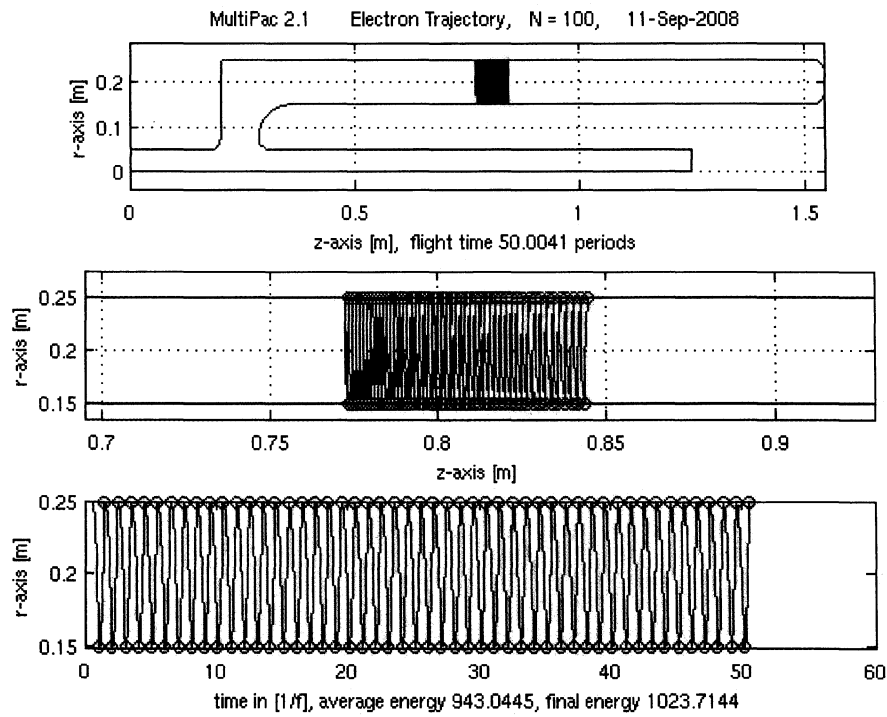 MultiPac 2.1 Electron Trajectory, N = 100, 11-Sep-2008
r-axis [m]
0.2
0.1
0
0 0.5 1 1.5
z-axis [m], flight time 50.0041 periods
r-axis [m]
0.25
0.2
0.15
0.7 0.75 0.8 0.85 0.9
z-axis [m]
r-axis [m]
0.25
0.2
0.15
0 10 20 30 40 50 60
time in [1/f], average energy 943.0445, final energy 1023.7144